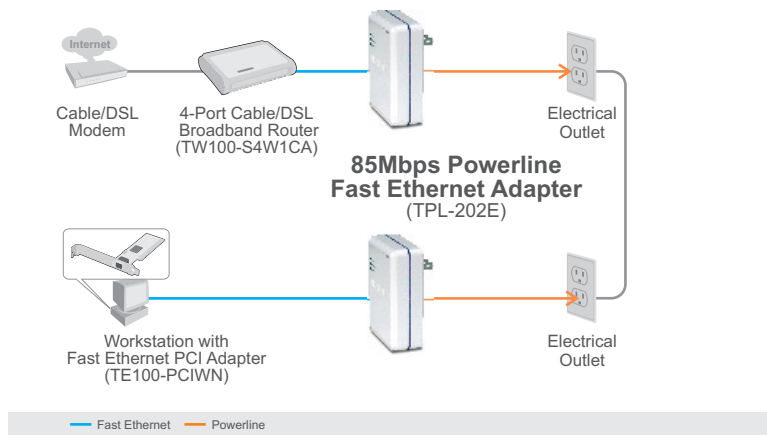 Internet
Cable/DSL
Modem
4-Port Cable/DSL
Broadband Router
(TW100-S4W1CA)
Electrical
Outlet
85Mbps Powerline
Fast Ethernet Adapter
(TPL-202E)
Workstation with
Fast Ethernet PCI Adapter
(TE100-PCIWN)
Electrical
Outlet
Fast Ethernet
Powerline